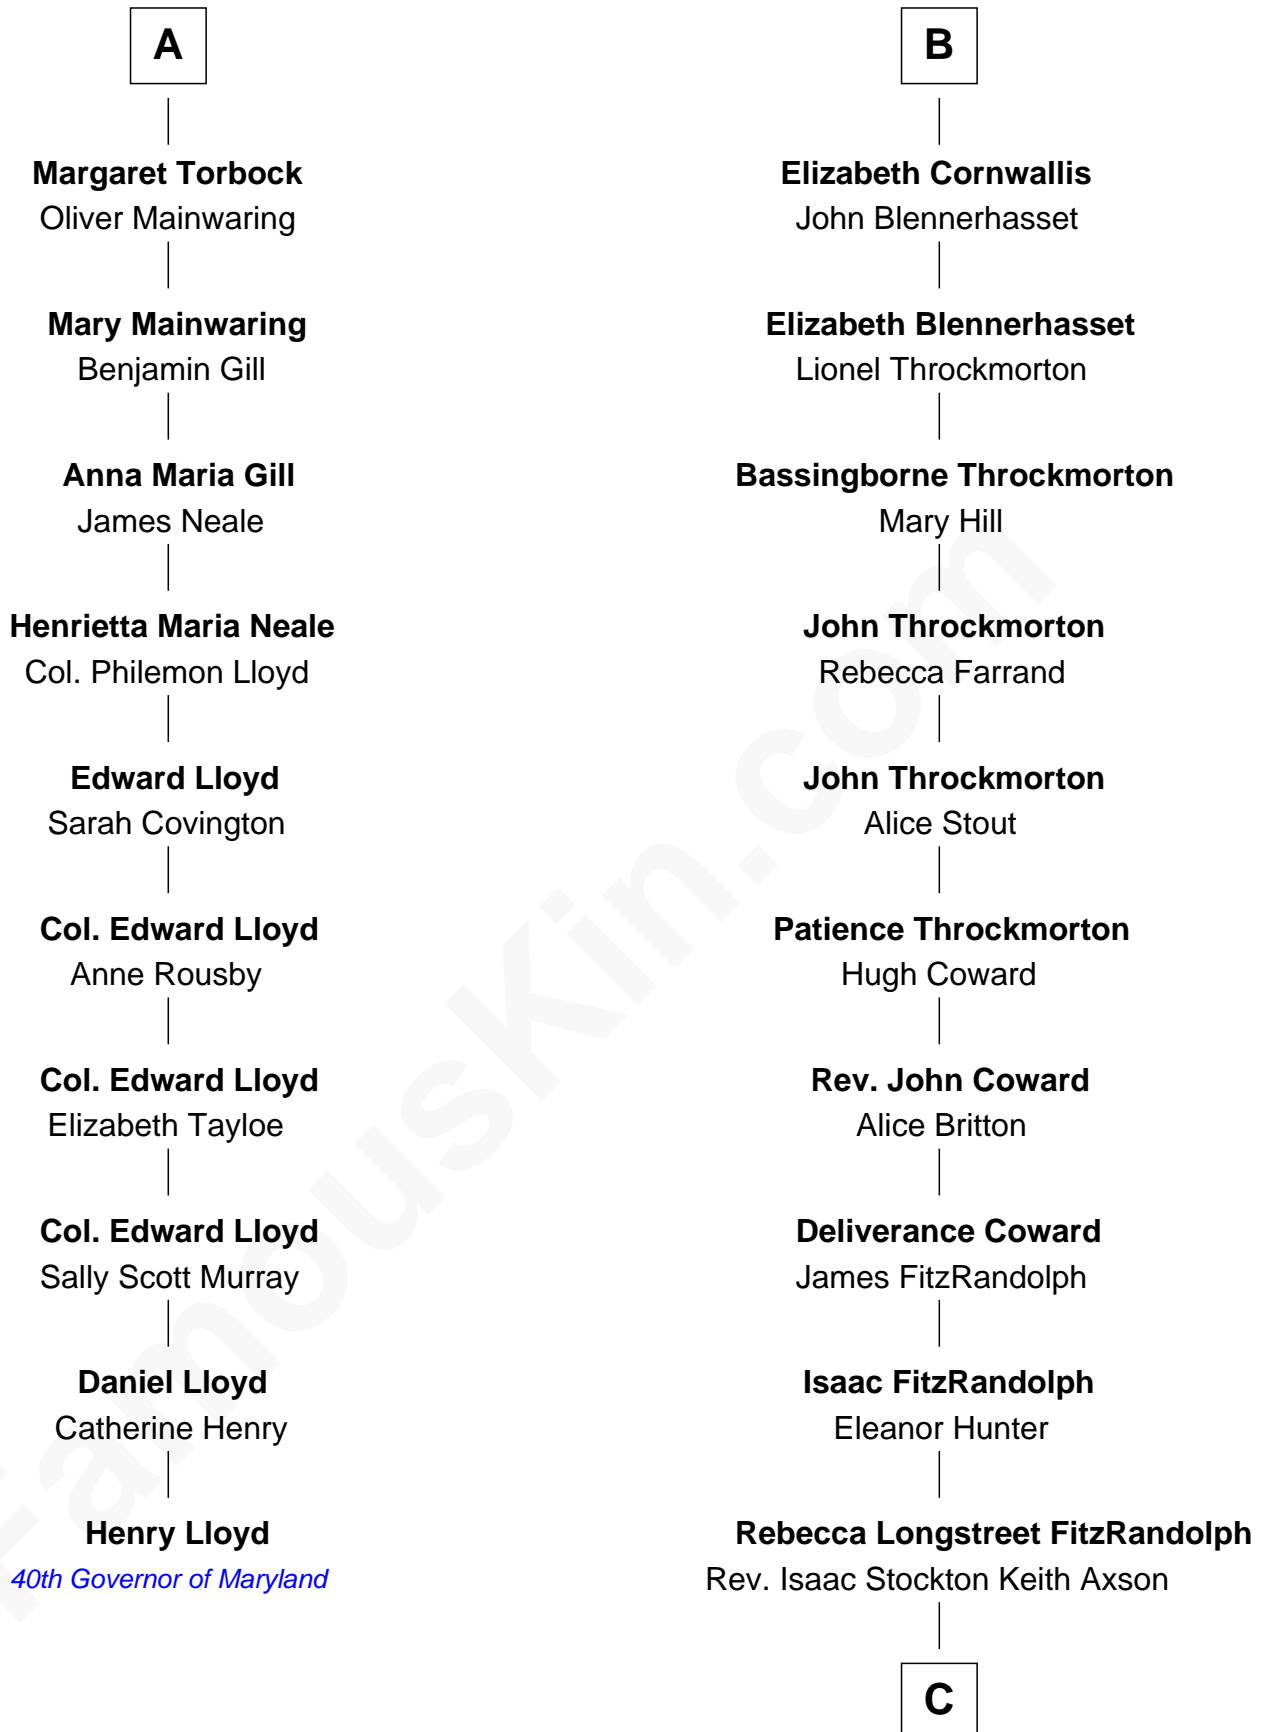 A
Margaret Torbock
Oliver Mainwaring
Mary Mainwaring
Benjamin Gill
Anna Maria Gill
James Neale
Henrietta Maria Neale
Col. Philemon Lloyd
Edward Lloyd
Sarah Covington
Col. Edward Lloyd
Anne Rousby
Col. Edward Lloyd
Elizabeth Tayloe
Col. Edward Lloyd
Sally Scott Murray
Daniel Lloyd
Catherine Henry
Henry Lloyd
40th Governor of Maryland
B
Elizabeth Cornwallis
John Blennerhasset
Elizabeth Blennerhasset
Lionel Throckmorton
Bassingborne Throckmorton
Mary Hill
John Throckmorton
Rebecca Farrand
John Throckmorton
Alice Stout
Patience Throckmorton
Hugh Coward
Rev. John Coward
Alice Britton
Deliverance Coward
James FitzRandolph
Isaac FitzRandolph
Eleanor Hunter
Rebecca Longstreet FitzRandolph
Rev. Isaac Stockton Keith Axson
C
FamousKin.com